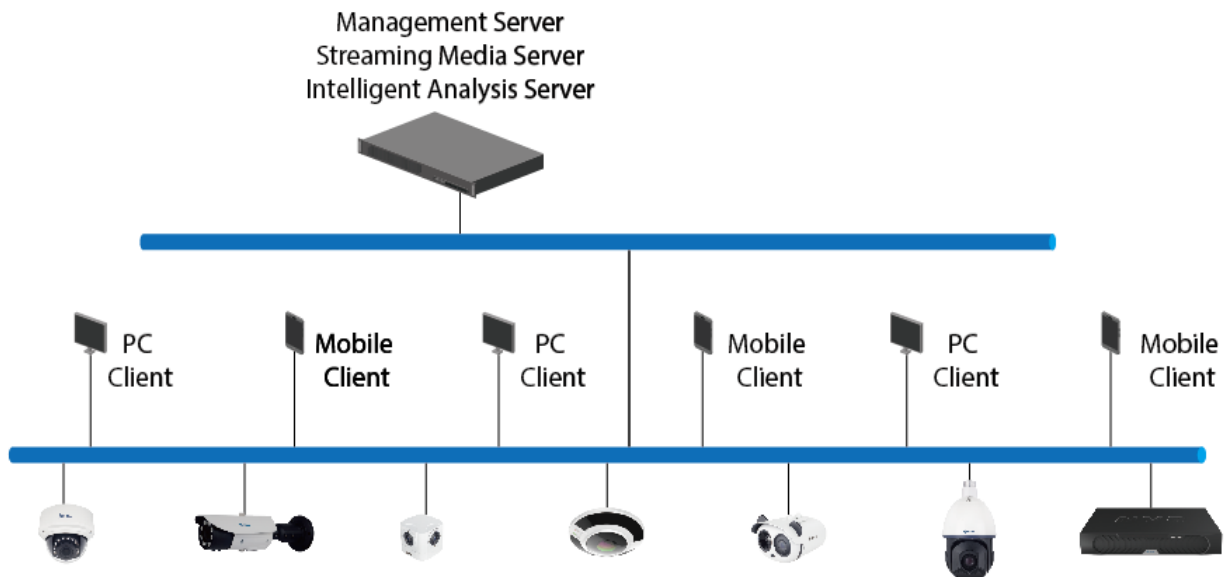 Management Server
Streaming Media Server
Intelligent Analysis Server
PC
Client
Mobile
Client
PC
Client
Mobile
Client
PC
Client
Mobile
Client